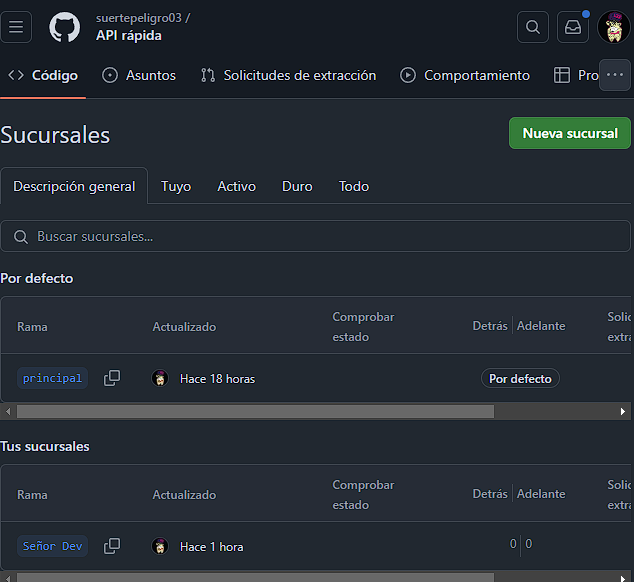 suertepeligro03 /
API rápida
Código Asuntos Solicitudes de extracción Comportamiento Pro
Sucursales
Nueva sucursal
Descripción general Tuyo Activo Duro Todo
Buscar sucursales...
Por defecto
Rama Actualizado Comprobar estado Detrás Adelante Solic extra
principal Hace 18 horas Por defecto
Tus sucursales
Rama Actualizado Comprobar estado Detrás Adelante Solic extra
Señor Dev Hace 1 hora 0 0